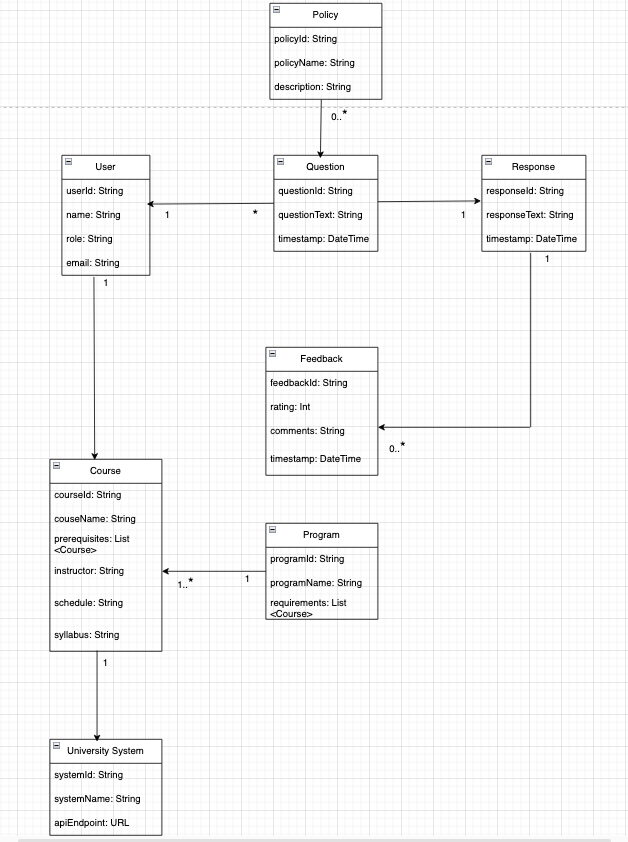 Policy
policyId: String
policyName: String
description: String
0..*
User
userId: String
name: String
role: String
email: String
1
*
Question
questionId: String
questionText: String
timestamp: DateTime
1
Response
responseId: String
responseText: String
timestamp: DateTime
1
1
Feedback
feedbackId: String
rating: Int
comments: String
timestamp: DateTime
0..*
Course
courseId: String
couseName: String
prerequisites: List
<Course>
instructor: String
schedule: String
syllabus: String
1..*
1
Program
programId: String
programName: String
requirements: List
<Course>
1
University System
systemId: String
systemName: String
apiEndpoint: URL